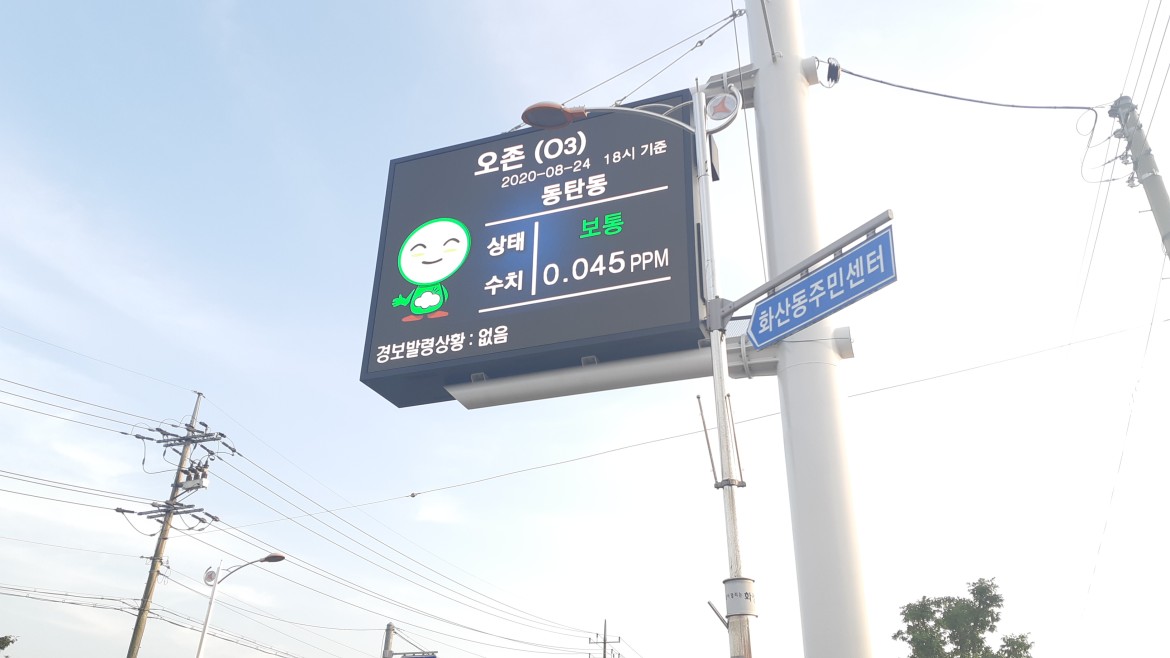 오존 (O3)
2020-08-24 18시 기준
동탄동
상태 보통
수치 0.045 PPM
경보발령상황 : 없음
화산동주민센터